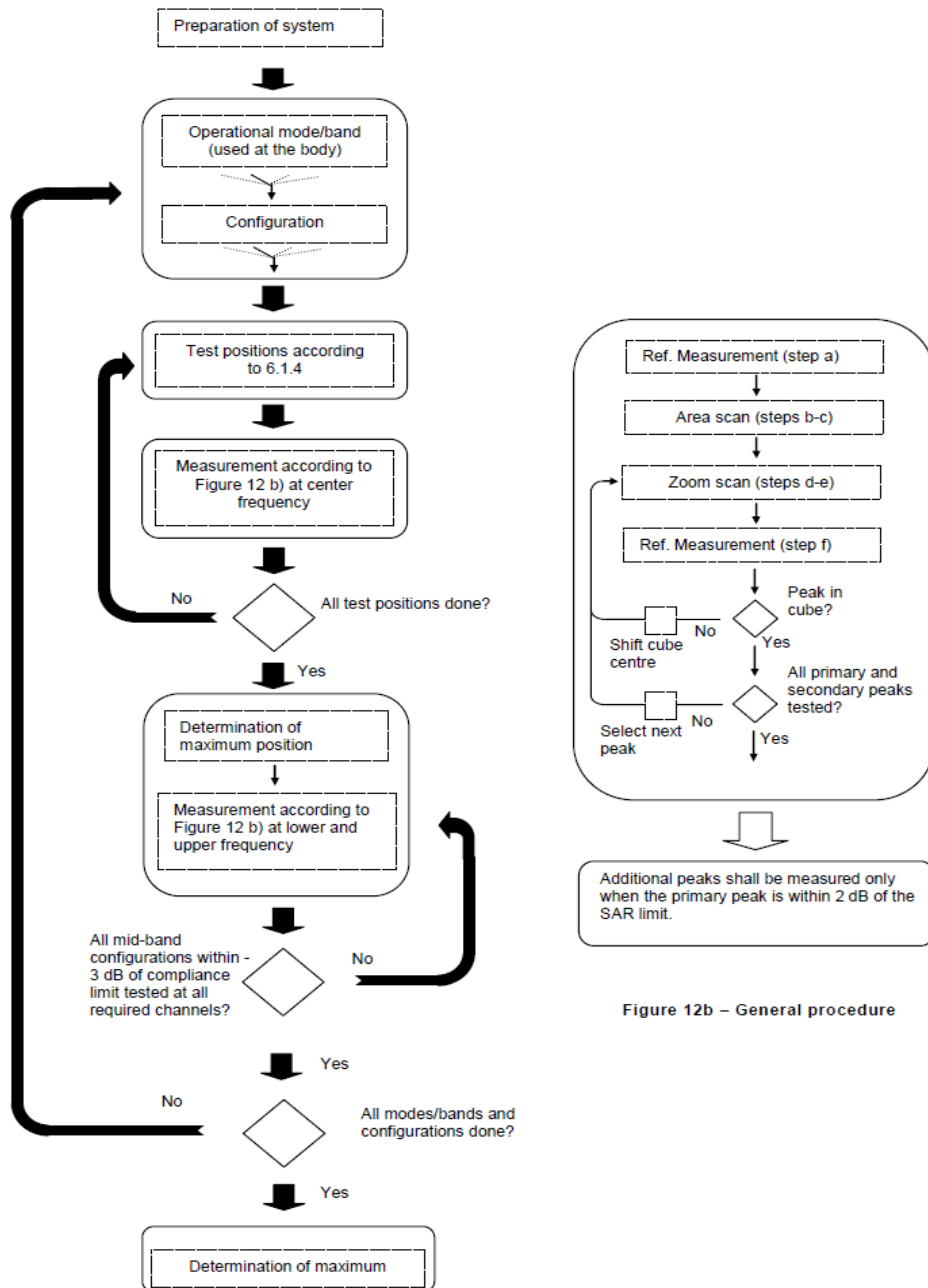 Preparation of system
Operational mode/band
(used at the body)
Configuration
Test positions according
to 6.1.4
Measurement according to
Figure 12 b) at center
frequency
No
All test positions done?
Yes
Determination of
maximum position
Measurement according to
Figure 12 b) at lower and
upper frequency
All mid-band
configurations within -
3 dB of compliance
limit tested at all
required channels?
No
Yes
No
All modes/bands and
configurations done?
Yes
Determination of maximum
Ref. Measurement (step a)
Area scan (steps b-c)
Zoom scan (steps d-e)
Ref. Measurement (step f)
Peak in
cube?
No
Shift cube
centre
Yes
All primary and
secondary peaks
tested?
No
Select next
peak
Yes
Additional peaks shall be measured only
when the primary peak is within 2 dB of the
SAR limit.
Figure 12b – General procedure